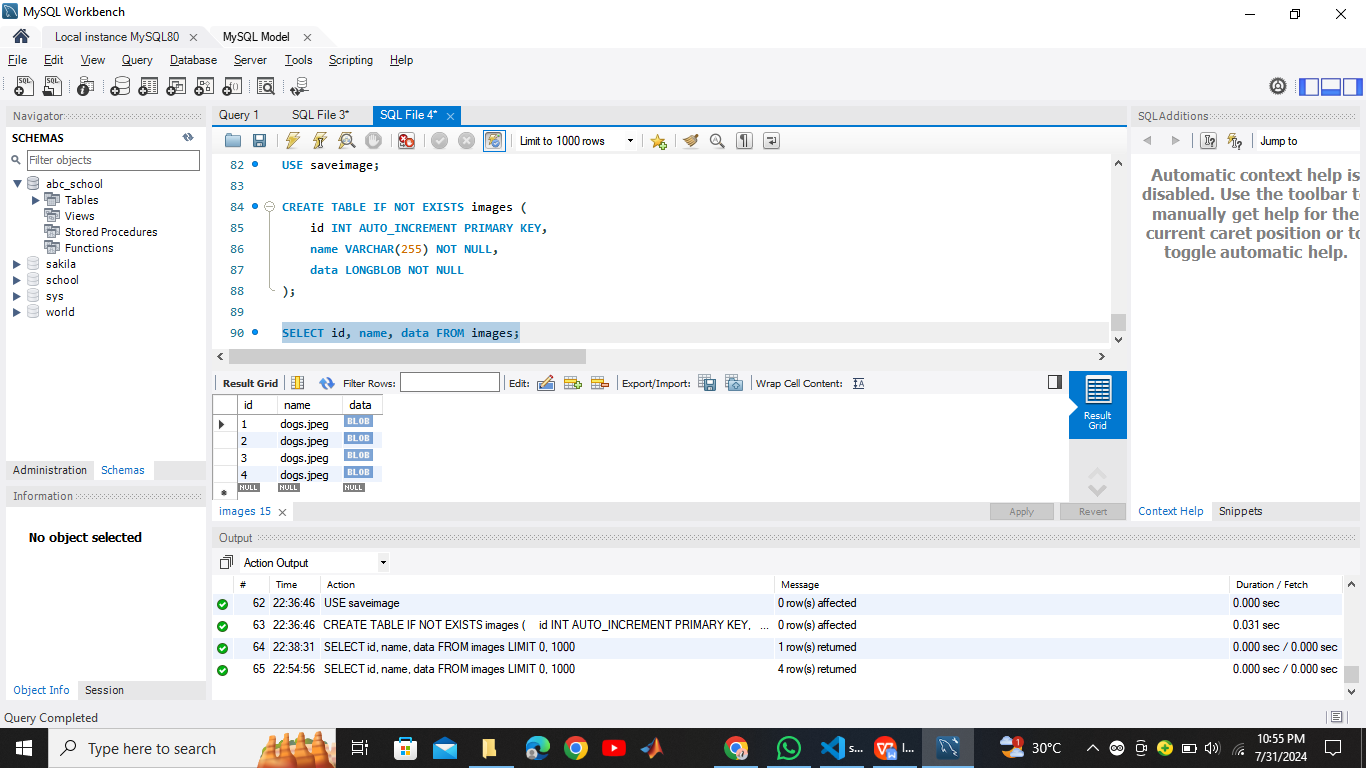 MySQL Workbench
Local instance MySQL80
MySQL Model
File Edit View Query Database Server Tools Scripting Help
Navigator
SCHEMAS
Filter objects
abc_school
Tables
Views
Stored Procedures
Functions
sakila
school
sys
world
Administration Schemas
Information
No object selected
Object Info Session
Query 1 SQL File 3* SQL File 4*
Limit to 1000 rows
82 USE saveimage;
83
84 CREATE TABLE IF NOT EXISTS images (
85 id INT AUTO_INCREMENT PRIMARY KEY,
86 name VARCHAR(255) NOT NULL,
87 data LONGBLOB NOT NULL
88 );
89
90 SELECT id, name, data FROM images;
Result Grid Filter Rows: Edit: Export/Import: Wrap Cell Content:
id name data
1 dogs.jpeg BLOB
2 dogs.jpeg BLOB
3 dogs.jpeg BLOB
4 dogs.jpeg BLOB
NULL NULL NULL
Result
Grid
images 15
Apply Revert
SQLAdditions
Jump to
Automatic context help is
disabled. Use the toolbar t
manually get help for the
current caret position or to
toggle automatic help.
Context Help Snippets
Output
Action Output
# Time Action Message Duration / Fetch
62 22:36:46 USE saveimage 0 row(s) affected 0.000 sec
63 22:36:46 CREATE TABLE IF NOT EXISTS images ( id INT AUTO_INCREMENT PRIMARY KEY, ... 0 row(s) affected 0.031 sec
64 22:38:31 SELECT id, name, data FROM images LIMIT 0, 1000 1 row(s) returned 0.000 sec / 0.000 sec
65 22:54:56 SELECT id, name, data FROM images LIMIT 0, 1000 4 row(s) returned 0.000 sec / 0.000 sec
Query Completed
Type here to search
s...
l...
1
30°C
10:55 PM
7/31/2024